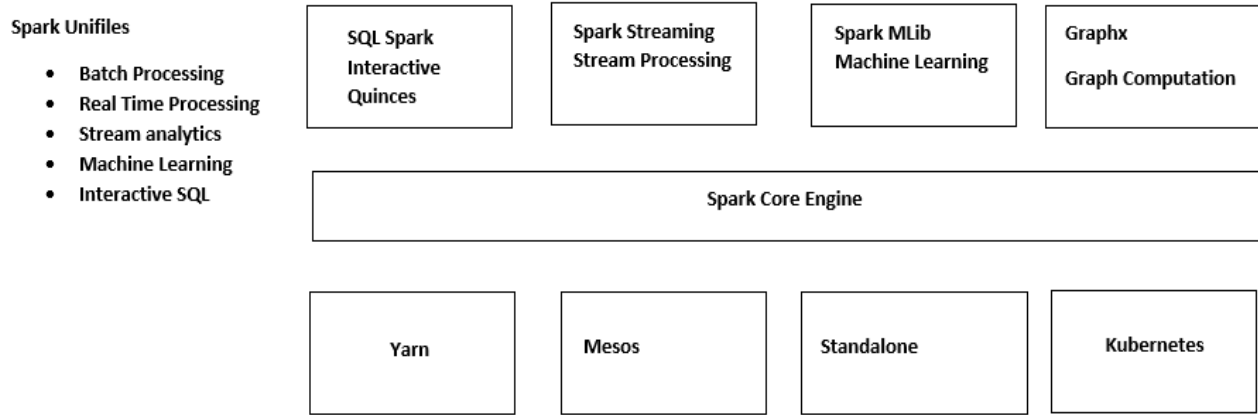 Spark Unifiles
Batch Processing
Real Time Processing
Stream analytics
Machine Learning
Interactive SQL
SQL Spark
Interactive
Quinces
Spark Streaming
Stream Processing
Spark MLib
Machine Learning
Graphx
Graph Computation
Spark Core Engine
Yarn
Mesos
Standalone
Kubernetes